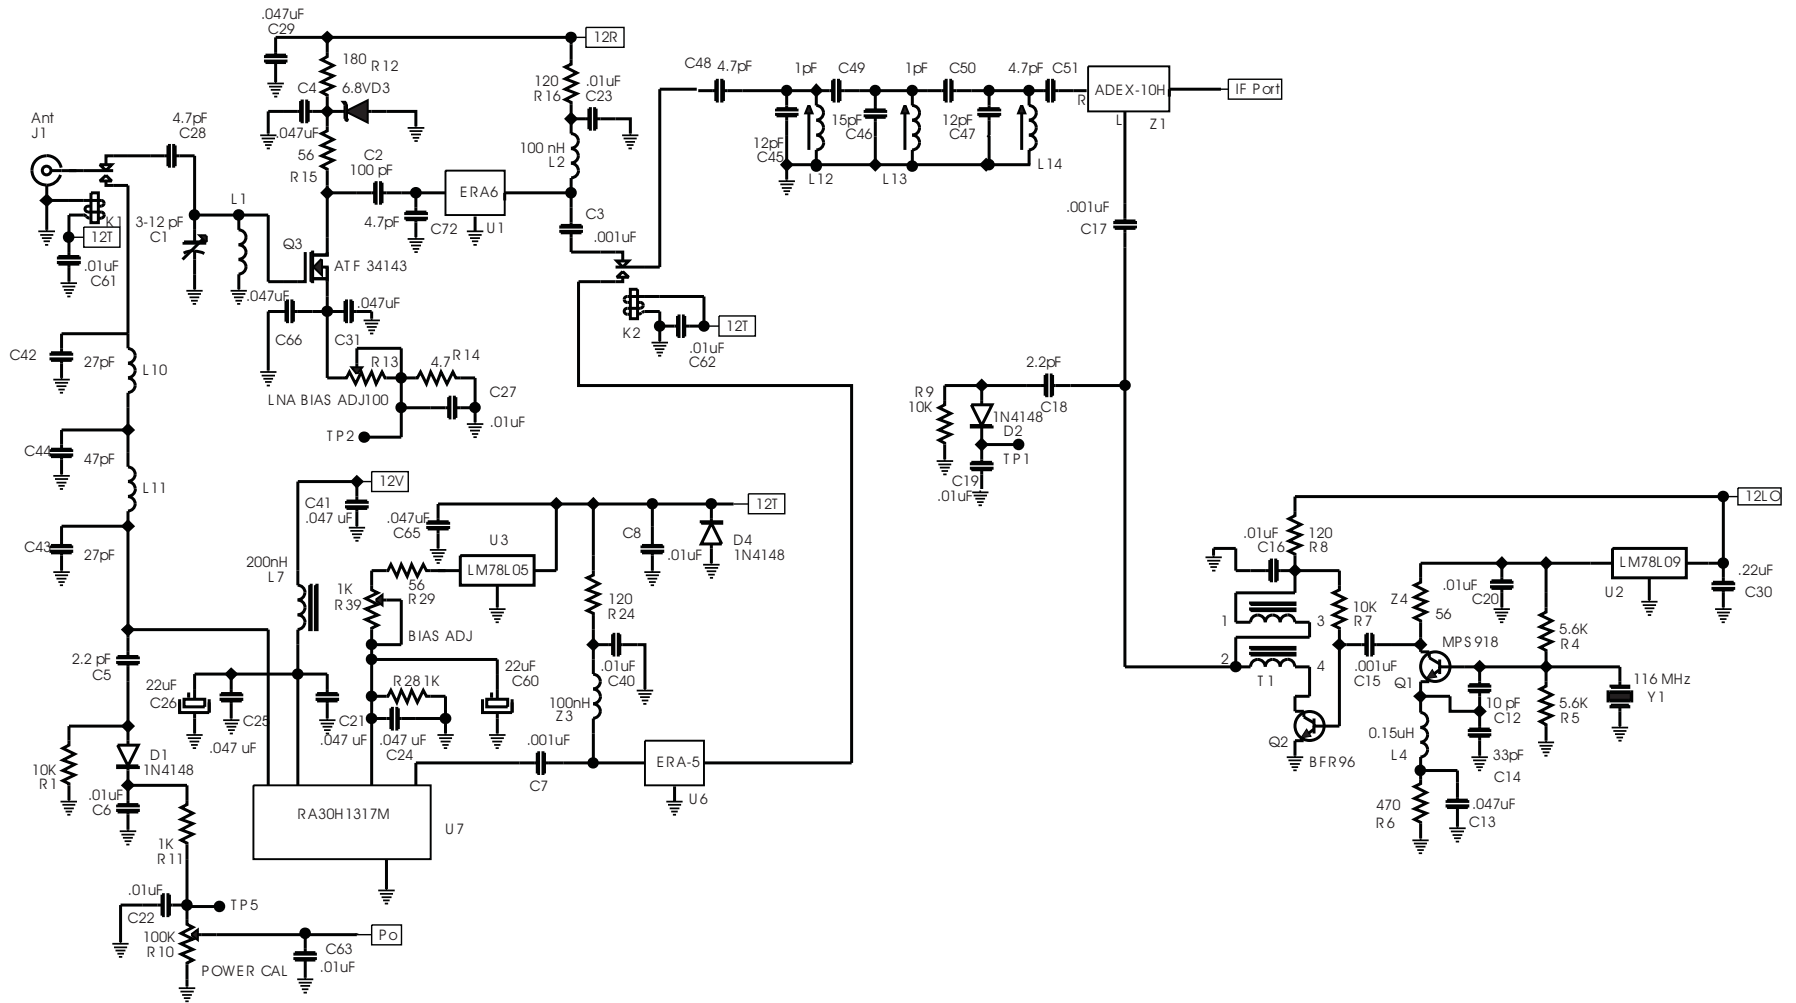 .047uF
C29
12R
180 R12
C4
6.8V D3
.047uF
56
R15
120
R16
.01uF
C23
100 nH
L2
Ant
J1
4.7pF
C28
K1
12T
.01uF
C61
3-12 pF
C1
L1
C2
100 pF
4.7pF
C72
ERA6
U1
C3
.001uF
Q3
ATF 34143
.047uF
C66
.047uF
C31
R13
4.7 R14
LNA BIAS ADJ 100
C27
.01uF
TP2
K2
12T
.01uF
C62
C48 4.7pF
1pF C49
1pF C50
4.7pF C51
12pF
C45
15pF
C46
12pF
C47
L12
L13
L14
ADEX-10H
R
L
Z1
IF Port
.001uF
C17
2.2pF
C18
R9
10K
1N4148
D2
TP1
C19
.01uF
C42
27pF
L10
C44
47pF
L11
C43
27pF
2.2 pF
C5
D1
1N4148
10K
R1
.01uF
C6
1K
R11
.01uF
C22
TP5
100K
R10
POWER CAL
Po
C63
.01uF
12V
C41
.047 uF
200nH
L7
22uF
C26
C25
.047 uF
C21
.047 uF
1K
R39
56
R29
BIAS ADJ
U3
LM78L05
.047uF
C65
12T
C8
.01uF
D4
1N4148
R28 1K
.047 uF
C24
22uF
C60
120
R24
.01uF
C40
100nH
Z3
.001uF
C7
ERA-5
U6
RA30H1317M
U7
12LO
.01uF
C16
120
R8
1
3
2
4
T1
10K
R7
.001uF
C15
Q2
BFR96
Z4
56
MPS918
Q1
.01uF
C20
LM78L09
U2
.22uF
C30
5.6K
R4
5.6K
R5
116 MHz
Y1
10 pF
C12
33pF
C14
0.15uH
L4
470
R6
.047uF
C13